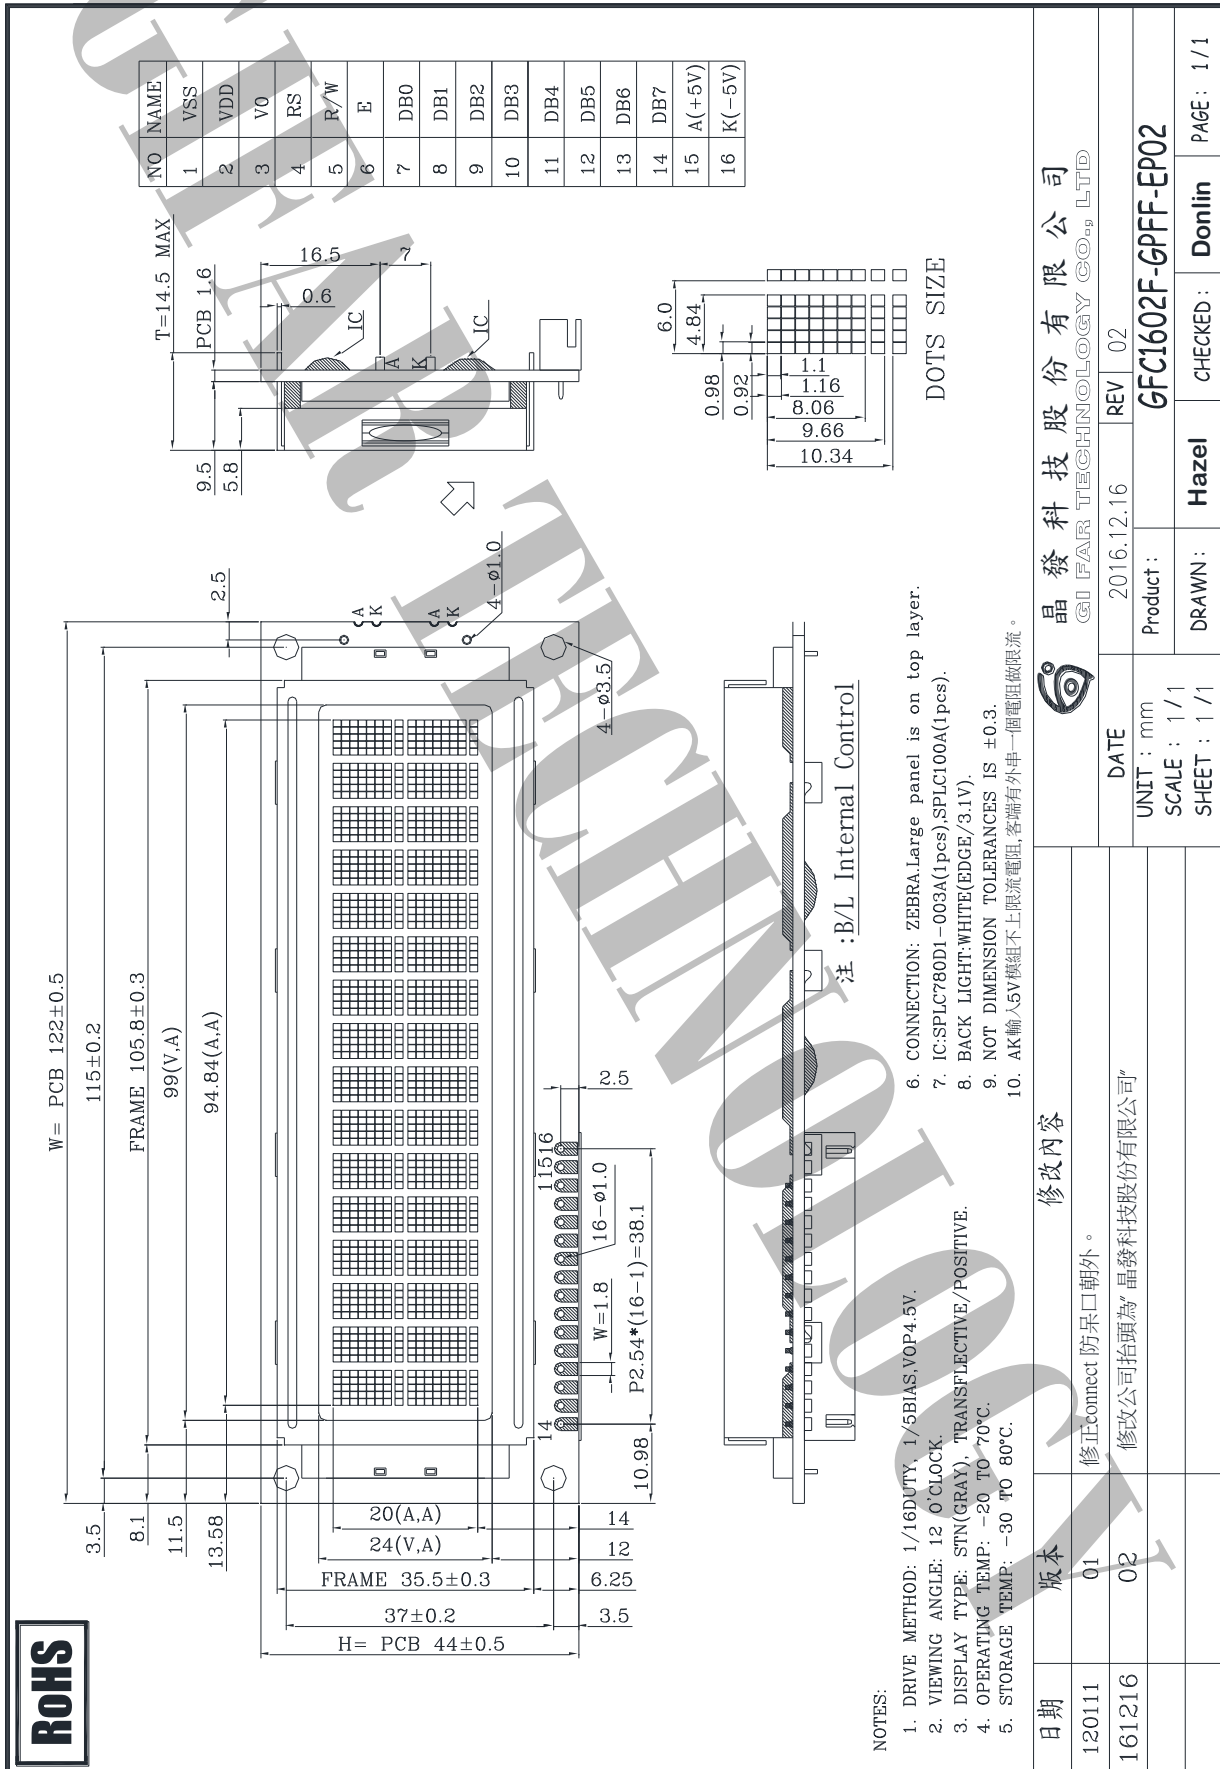 RoHS
W= PCB 122±0.5
115±0.2
FRAME 105.8±0.3
99(V,A)
94.84(A,A)
3.5
8.1
11.5
13.58
2.5
A
K
A
K
4-ø1.0
4-ø3.5
20(A,A)
24(V,A)
FRAME 35.5±0.3
37±0.2
H= PCB 44±0.5
14
12
6.25
3.5
14
1
15
16
2.5
16-ø1.0
W=1.8
P2.54*(16-1)=38.1
10.98
T=14.5 MAX
PCB 1.6
0.6
16.5
7
IC
A
K
IC
9.5
5.8
NO NAME
1 VSS
2 VDD
3 V0
4 RS
5 R/W
6 E
7 DB0
8 DB1
9 DB2
10 DB3
11 DB4
12 DB5
13 DB6
14 DB7
15 A(+5V)
16 K(-5V)
6.0
4.84
0.98
0.92
1.1
1.16
8.06
9.66
10.34
DOTS SIZE
注 :B/L Internal Control
NOTES:
1. DRIVE METHOD: 1/16DUTY, 1/5BIAS,VOP4.5V.
2. VIEWING ANGLE: 12 O'CLOCK.
3. DISPLAY TYPE: STN(GRAY), TRANSFLECTIVE/POSITIVE.
4. OPERATING TEMP: -20 TO 70°C.
5. STORAGE TEMP: -30 TO 80°C.
6. CONNECTION: ZEBRA.Large panel is on top layer.
7. IC:SPLC780D1-003A(1pcs),SPLC100A(1pcs).
8. BACK LIGHT:WHITE(EDGE/3.1V).
9. NOT DIMENSION TOLERANCES IS ±0.3.
10. AK輸入5V模組不上限流電阻,客端有外串一個電阻做限流。
日期 版本 修改內容
120111 01 修正connect 防呆口朝外。
161216 02 修改公司抬頭為"晶發科技股份有限公司"
晶發科技股份有限公司
GI FAR TECHNOLOGY CO., LTD
DATE 2016.12.16 REV 02
UNIT : mm
SCALE : 1/1
SHEET : 1/1
Product : GFC1602F-GPFF-EP02
DRAWN : Hazel CHECKED : Donlin PAGE : 1/1
GIFAR TECHNOLOGY